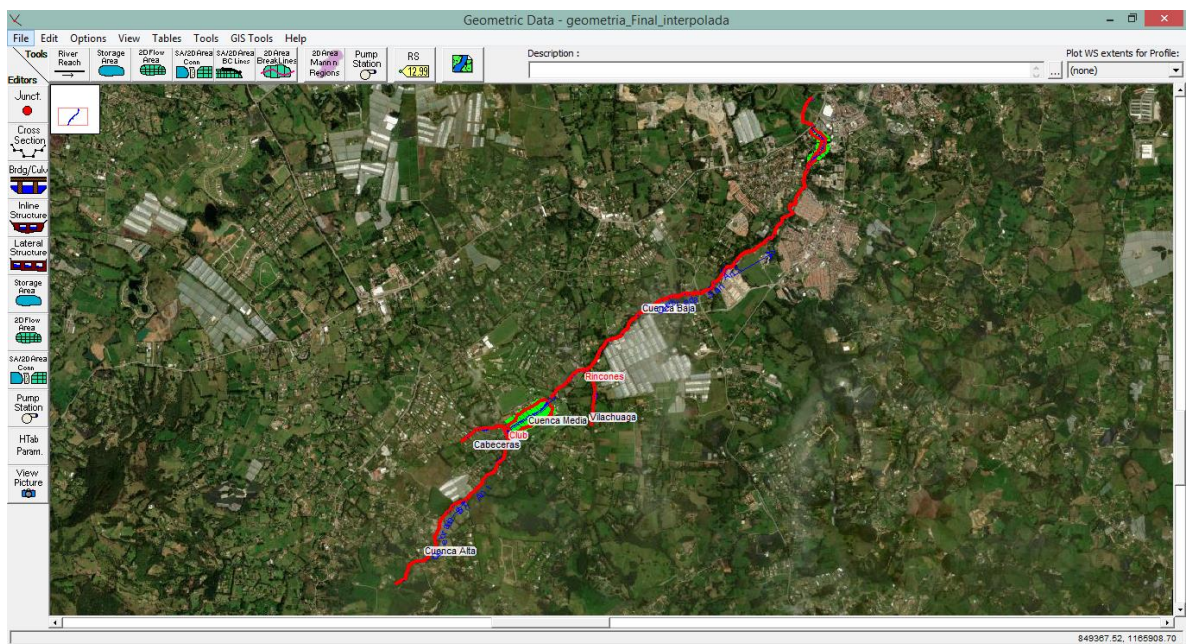 Geometric Data - geometria_Final_interpolada
File Edit Options View Tables Tools GIS Tools Help
Tools
Editors
River
Reach
Storage
Area
2D Flow
Area
SA/2D Area
Conn
SA/2D Area
BC Lines
2D Area
BreakLines
2D Area
Mann n
Regions
Pump
Station
RS
12.99
Description :
...
Plot WS extents for Profile:
(none)
Junct.
Cross
Section
Brdg/Culv
Inline
Structure
Lateral
Structure
Storage
Area
2D Flow
Area
SA/2D Area
Conn
Pump
Station
HTab
Param.
View
Picture
Cuenca Baja
Rincones
Cuenca Media
Vilachuaga
Club
Cabeceras
Cuenca Alta
849367.52, 1165908.70